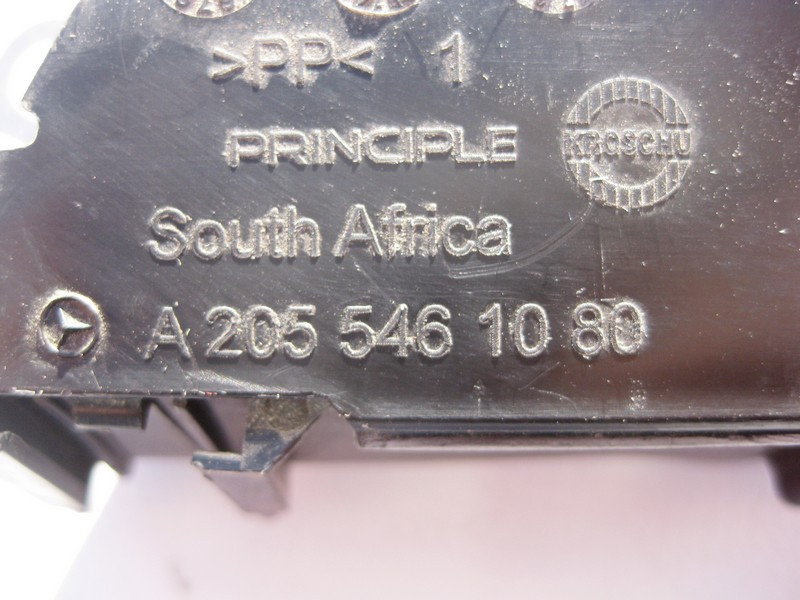 >PP< 1
PRINCIPLE
KROSCHU
South Africa
A 205 546 10 80